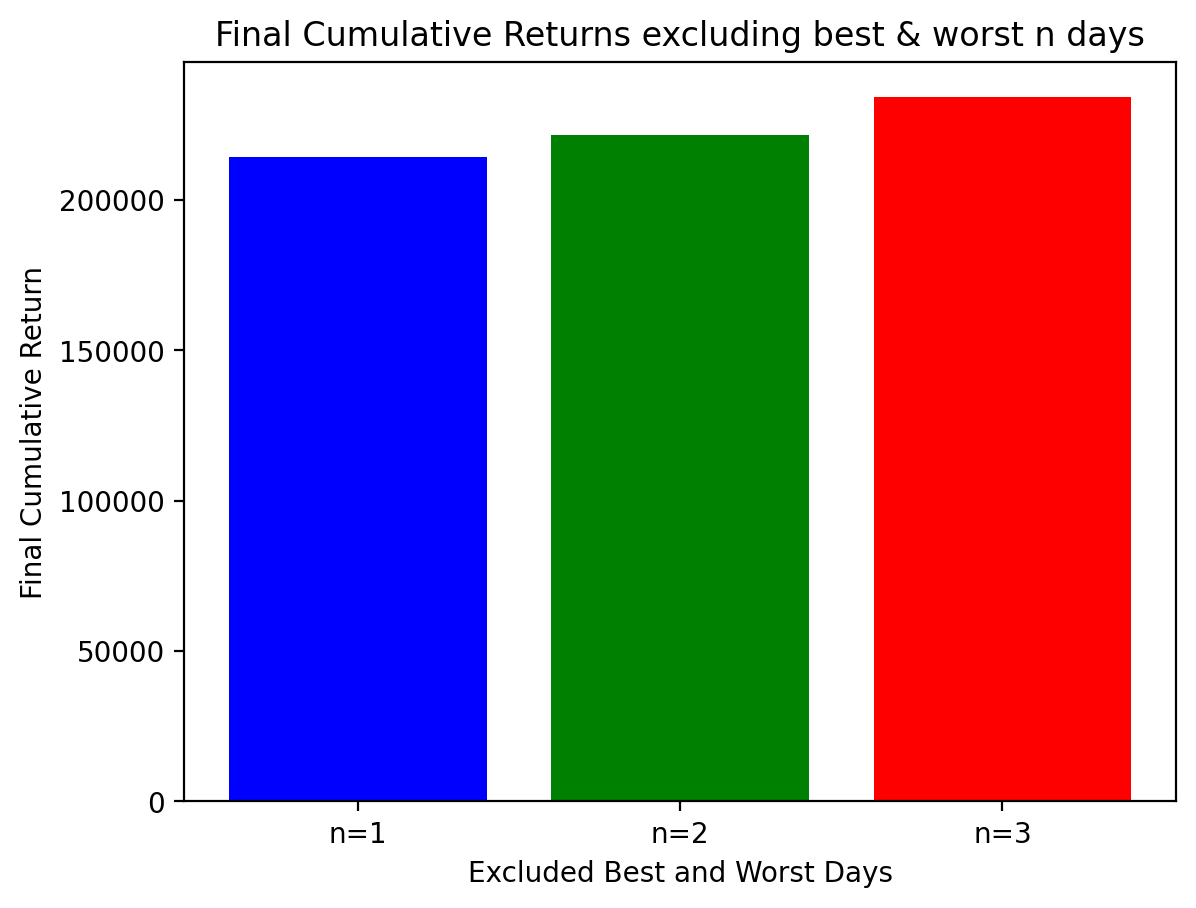 Final Cumulative Returns excluding best & worst n days
Final Cumulative Return
200000
150000
100000
50000
0
n=1 n=2 n=3
Excluded Best and Worst Days